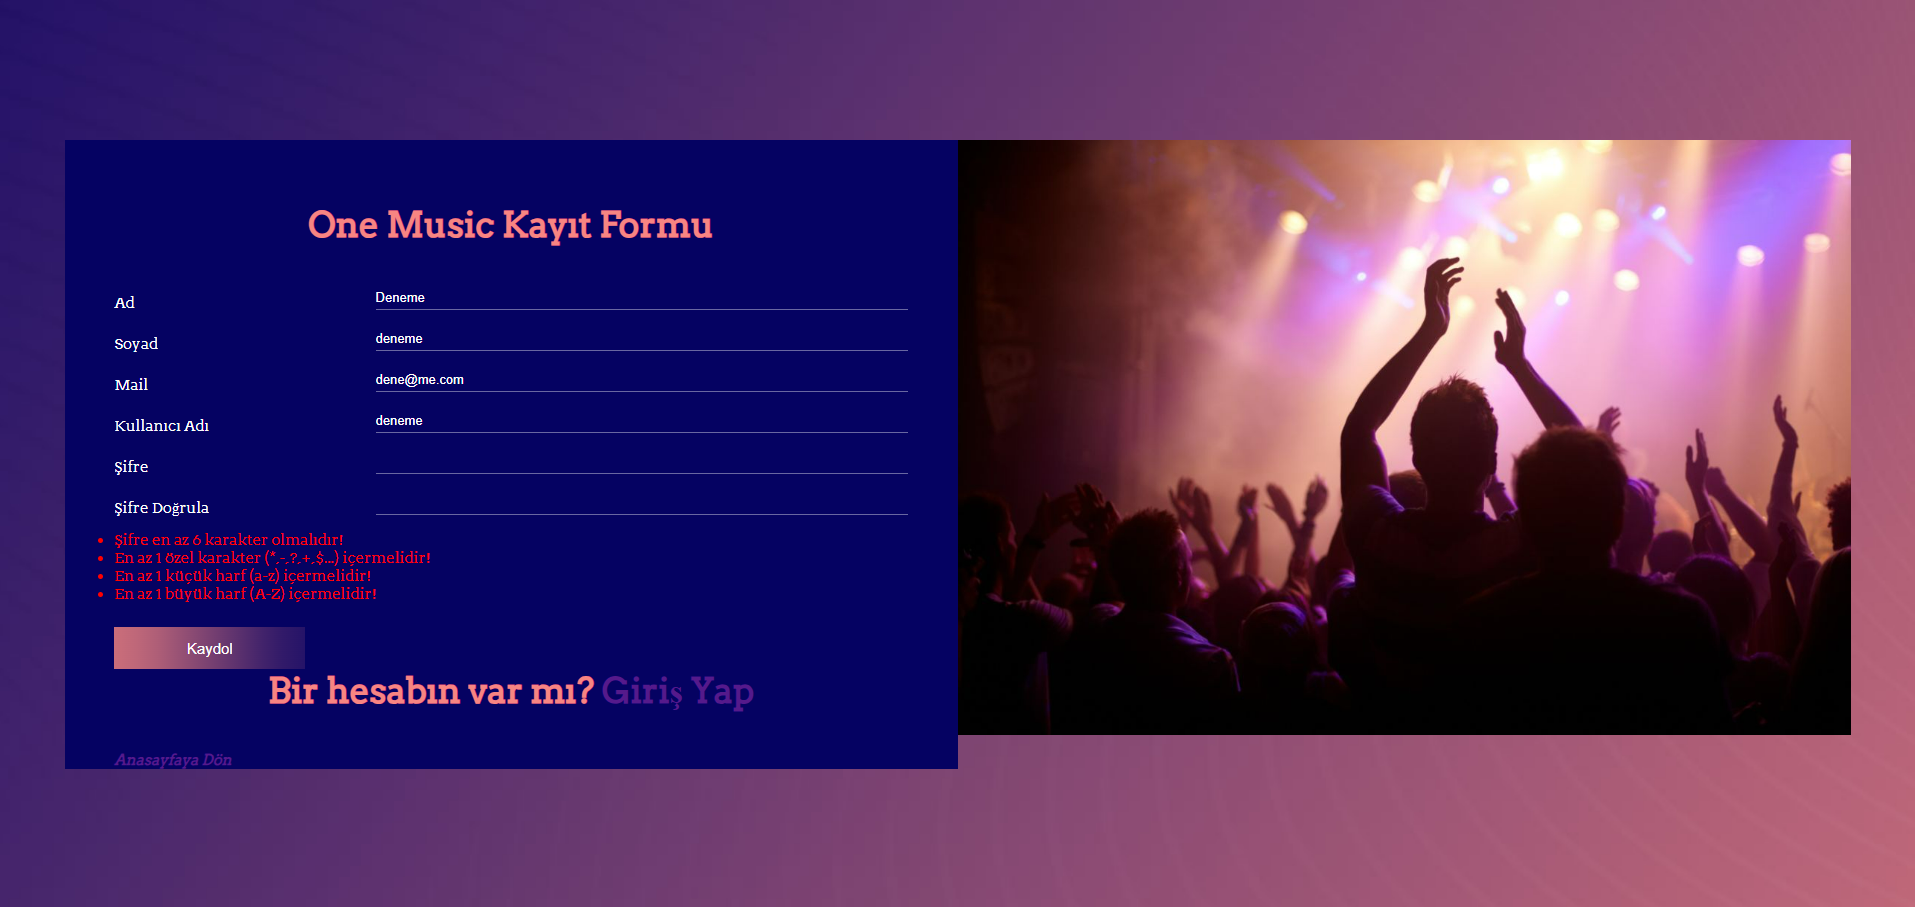 One Music Kayıt Formu
Ad Deneme
Soyad deneme
Mail dene@me.com
Kullanıcı Adı deneme
Şifre
Şifre Doğrula
Şifre en az 6 karakter olmalıdır!
En az 1 özel karakter (*,-,?,+,$...) içermelidir!
En az 1 küçük harf (a-z) içermelidir!
En az 1 büyük harf (A-Z) içermelidir!
Kaydol
Bir hesabın var mı? Giriş Yap
Anasayfaya Dön